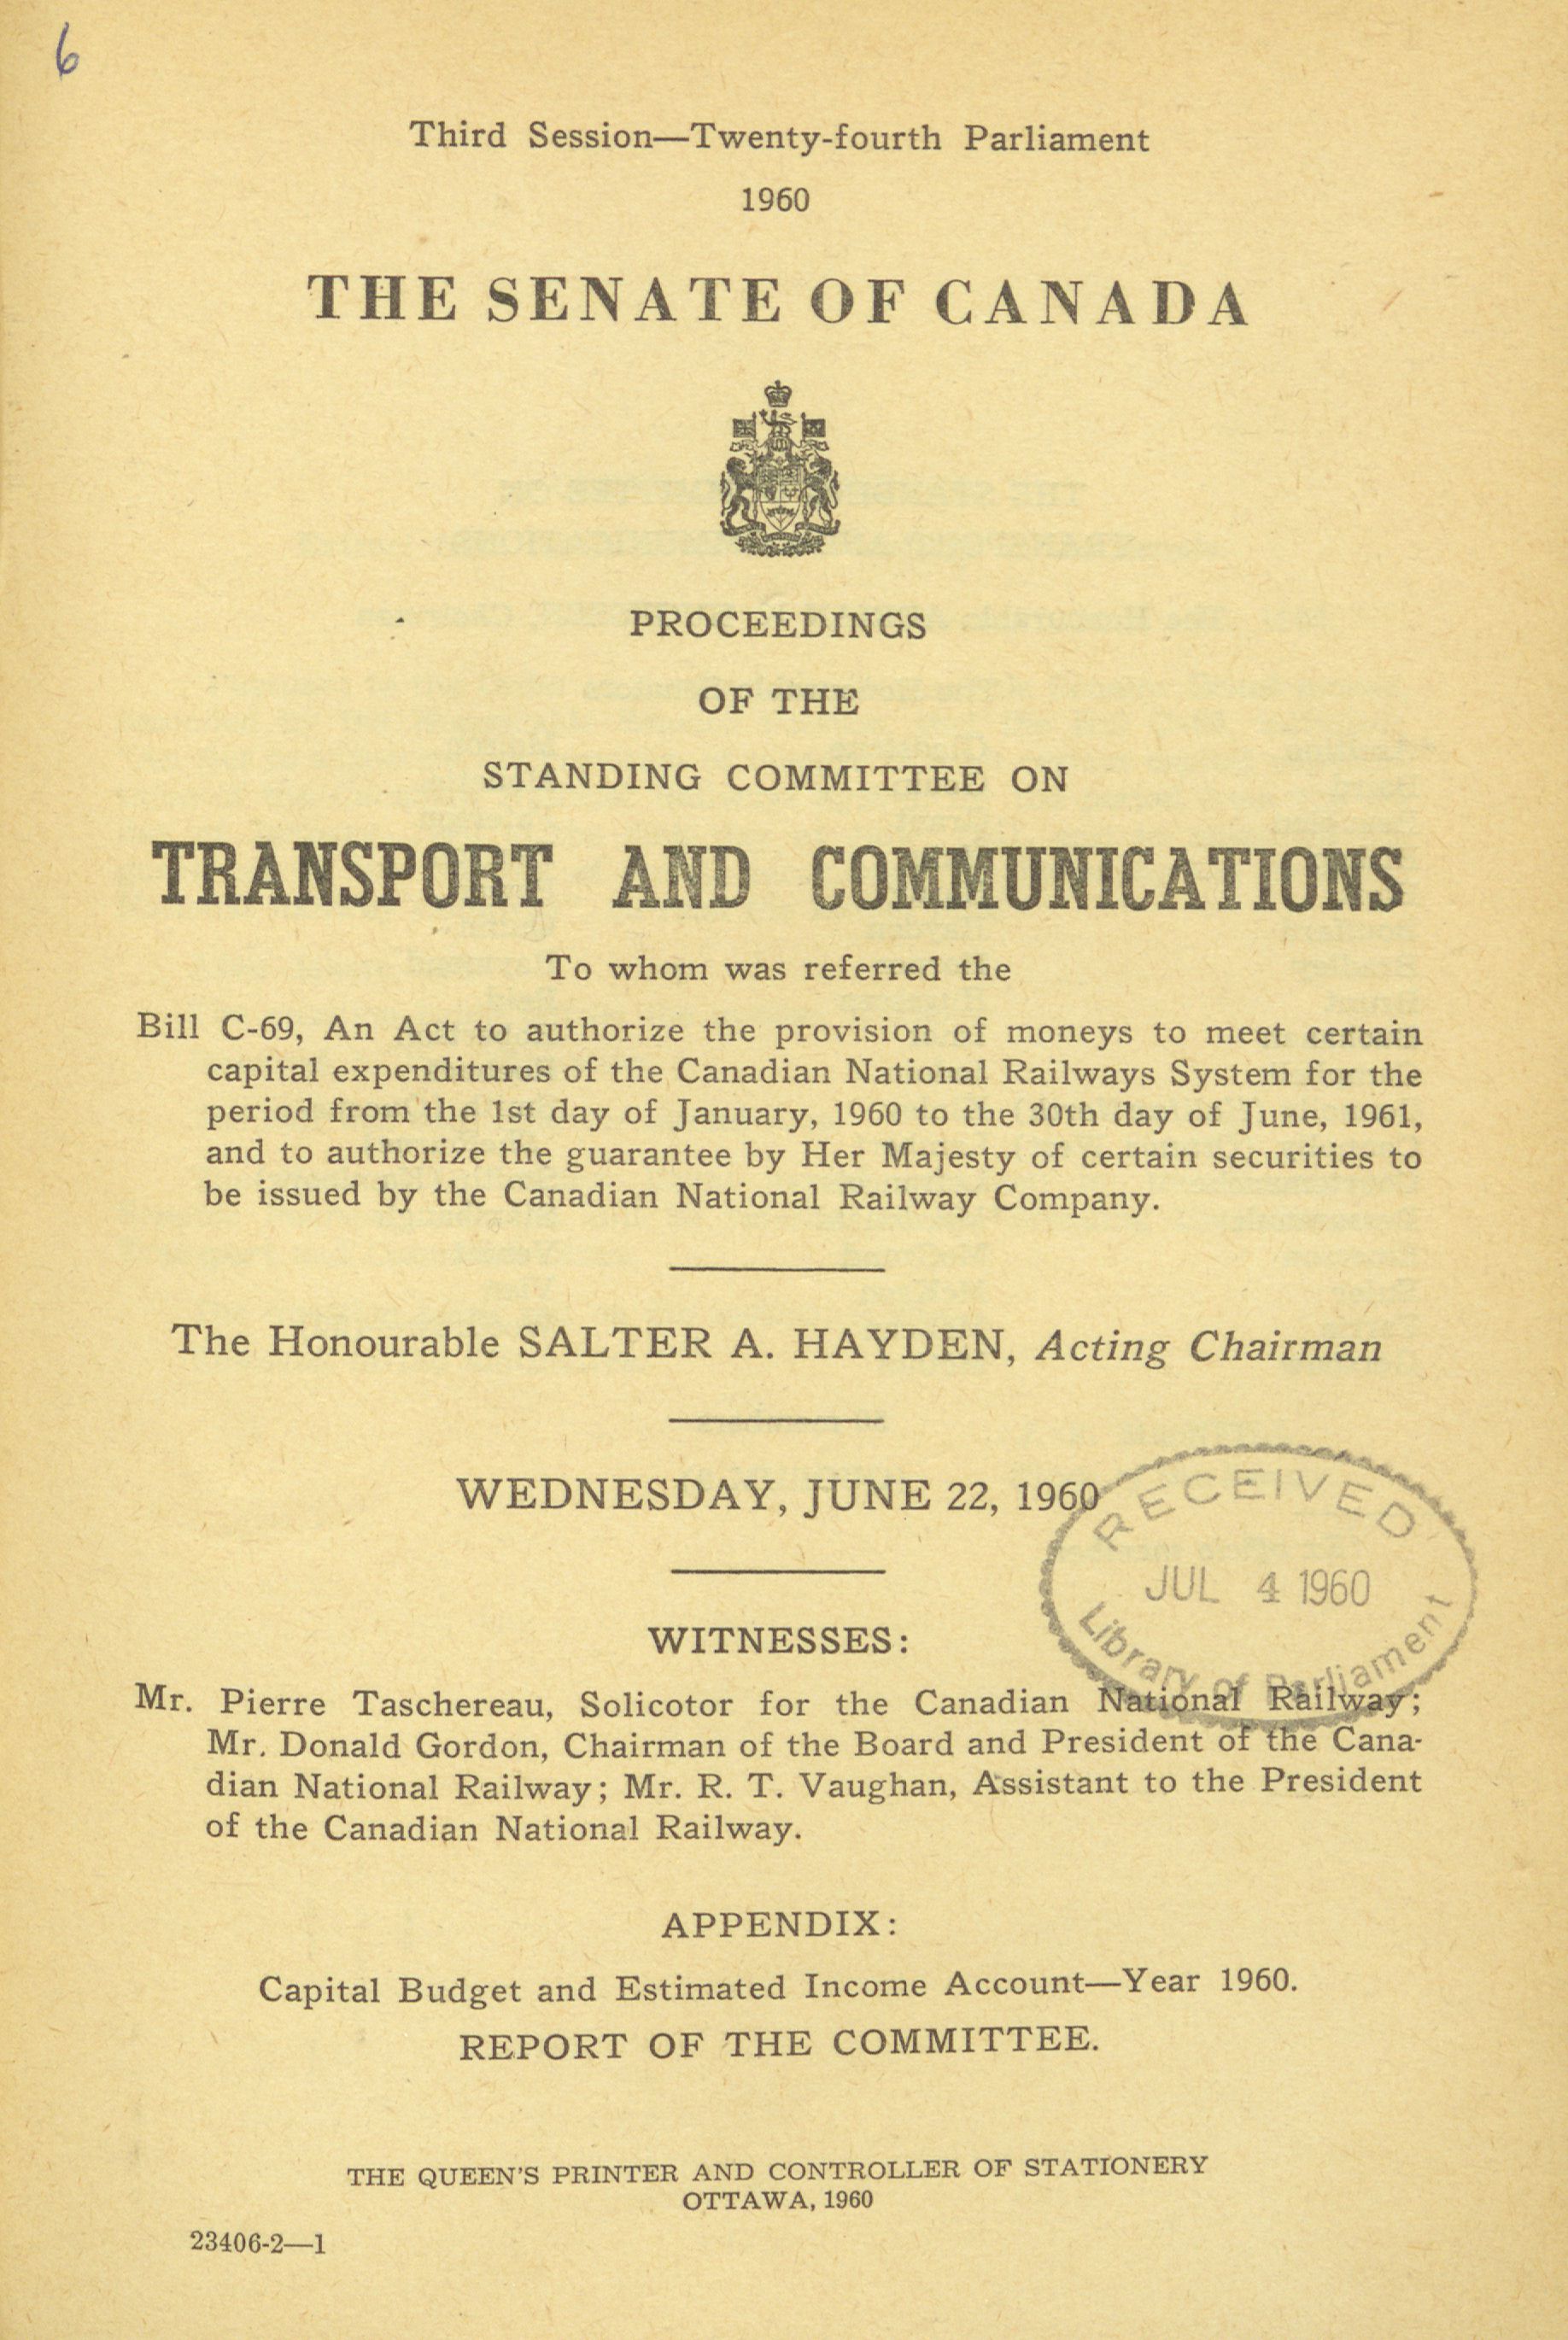 6
Third Session—Twenty-fourth Parliament
1960
THE SENATE OF CANADA
PROCEEDINGS
OF THE
STANDING COMMITTEE ON
TRANSPORT AND COMMUNICATIONS
To whom was referred the
Bill C-69, An Act to authorize the provision of moneys to meet certain
capital expenditures of the Canadian National Railways System for the
period from the 1st day of January, 1960 to the 30th day of June, 1961,
and to authorize the guarantee by Her Majesty of certain securities to
be issued by the Canadian National Railway Company.
The Honourable SALTER A. HAYDEN, Acting Chairman
WEDNESDAY, JUNE 22, 1960
RECEIVED
JUL 4 1960
Library of Parliament
WITNESSES:
Mr. Pierre Taschereau, Solicotor for the Canadian National Railway;
Mr. Donald Gordon, Chairman of the Board and President of the Cana-
dian National Railway; Mr. R. T. Vaughan, Assistant to the President
of the Canadian National Railway.
APPENDIX:
Capital Budget and Estimated Income Account—Year 1960.
REPORT OF THE COMMITTEE.
THE QUEEN'S PRINTER AND CONTROLLER OF STATIONERY
OTTAWA, 1960
23406-2—1